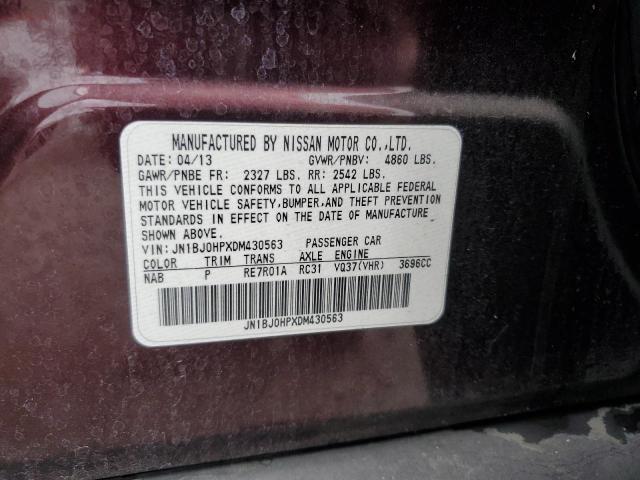 MANUFACTURED BY NISSAN MOTOR CO.,LTD.
DATE: 04/13 GVWR/PNBV: 4860 LBS.
GAWR/PNBE FR: 2327 LBS. RR: 2542 LBS.
THIS VEHICLE CONFORMS TO ALL APPLICABLE FEDERAL
MOTOR VEHICLE SAFETY,BUMPER,AND THEFT PREVENTION
STANDARDS IN EFFECT ON THE DATE OF MANUFACTURE
SHOWN ABOVE.
VIN: JN1BJ0HPXDM430563 PASSENGER CAR
COLOR TRIM TRANS AXLE ENGINE
NAB P RE7R01A RC31 VQ37(VHR) 3696CC
JN1BJ0HPXDM430563